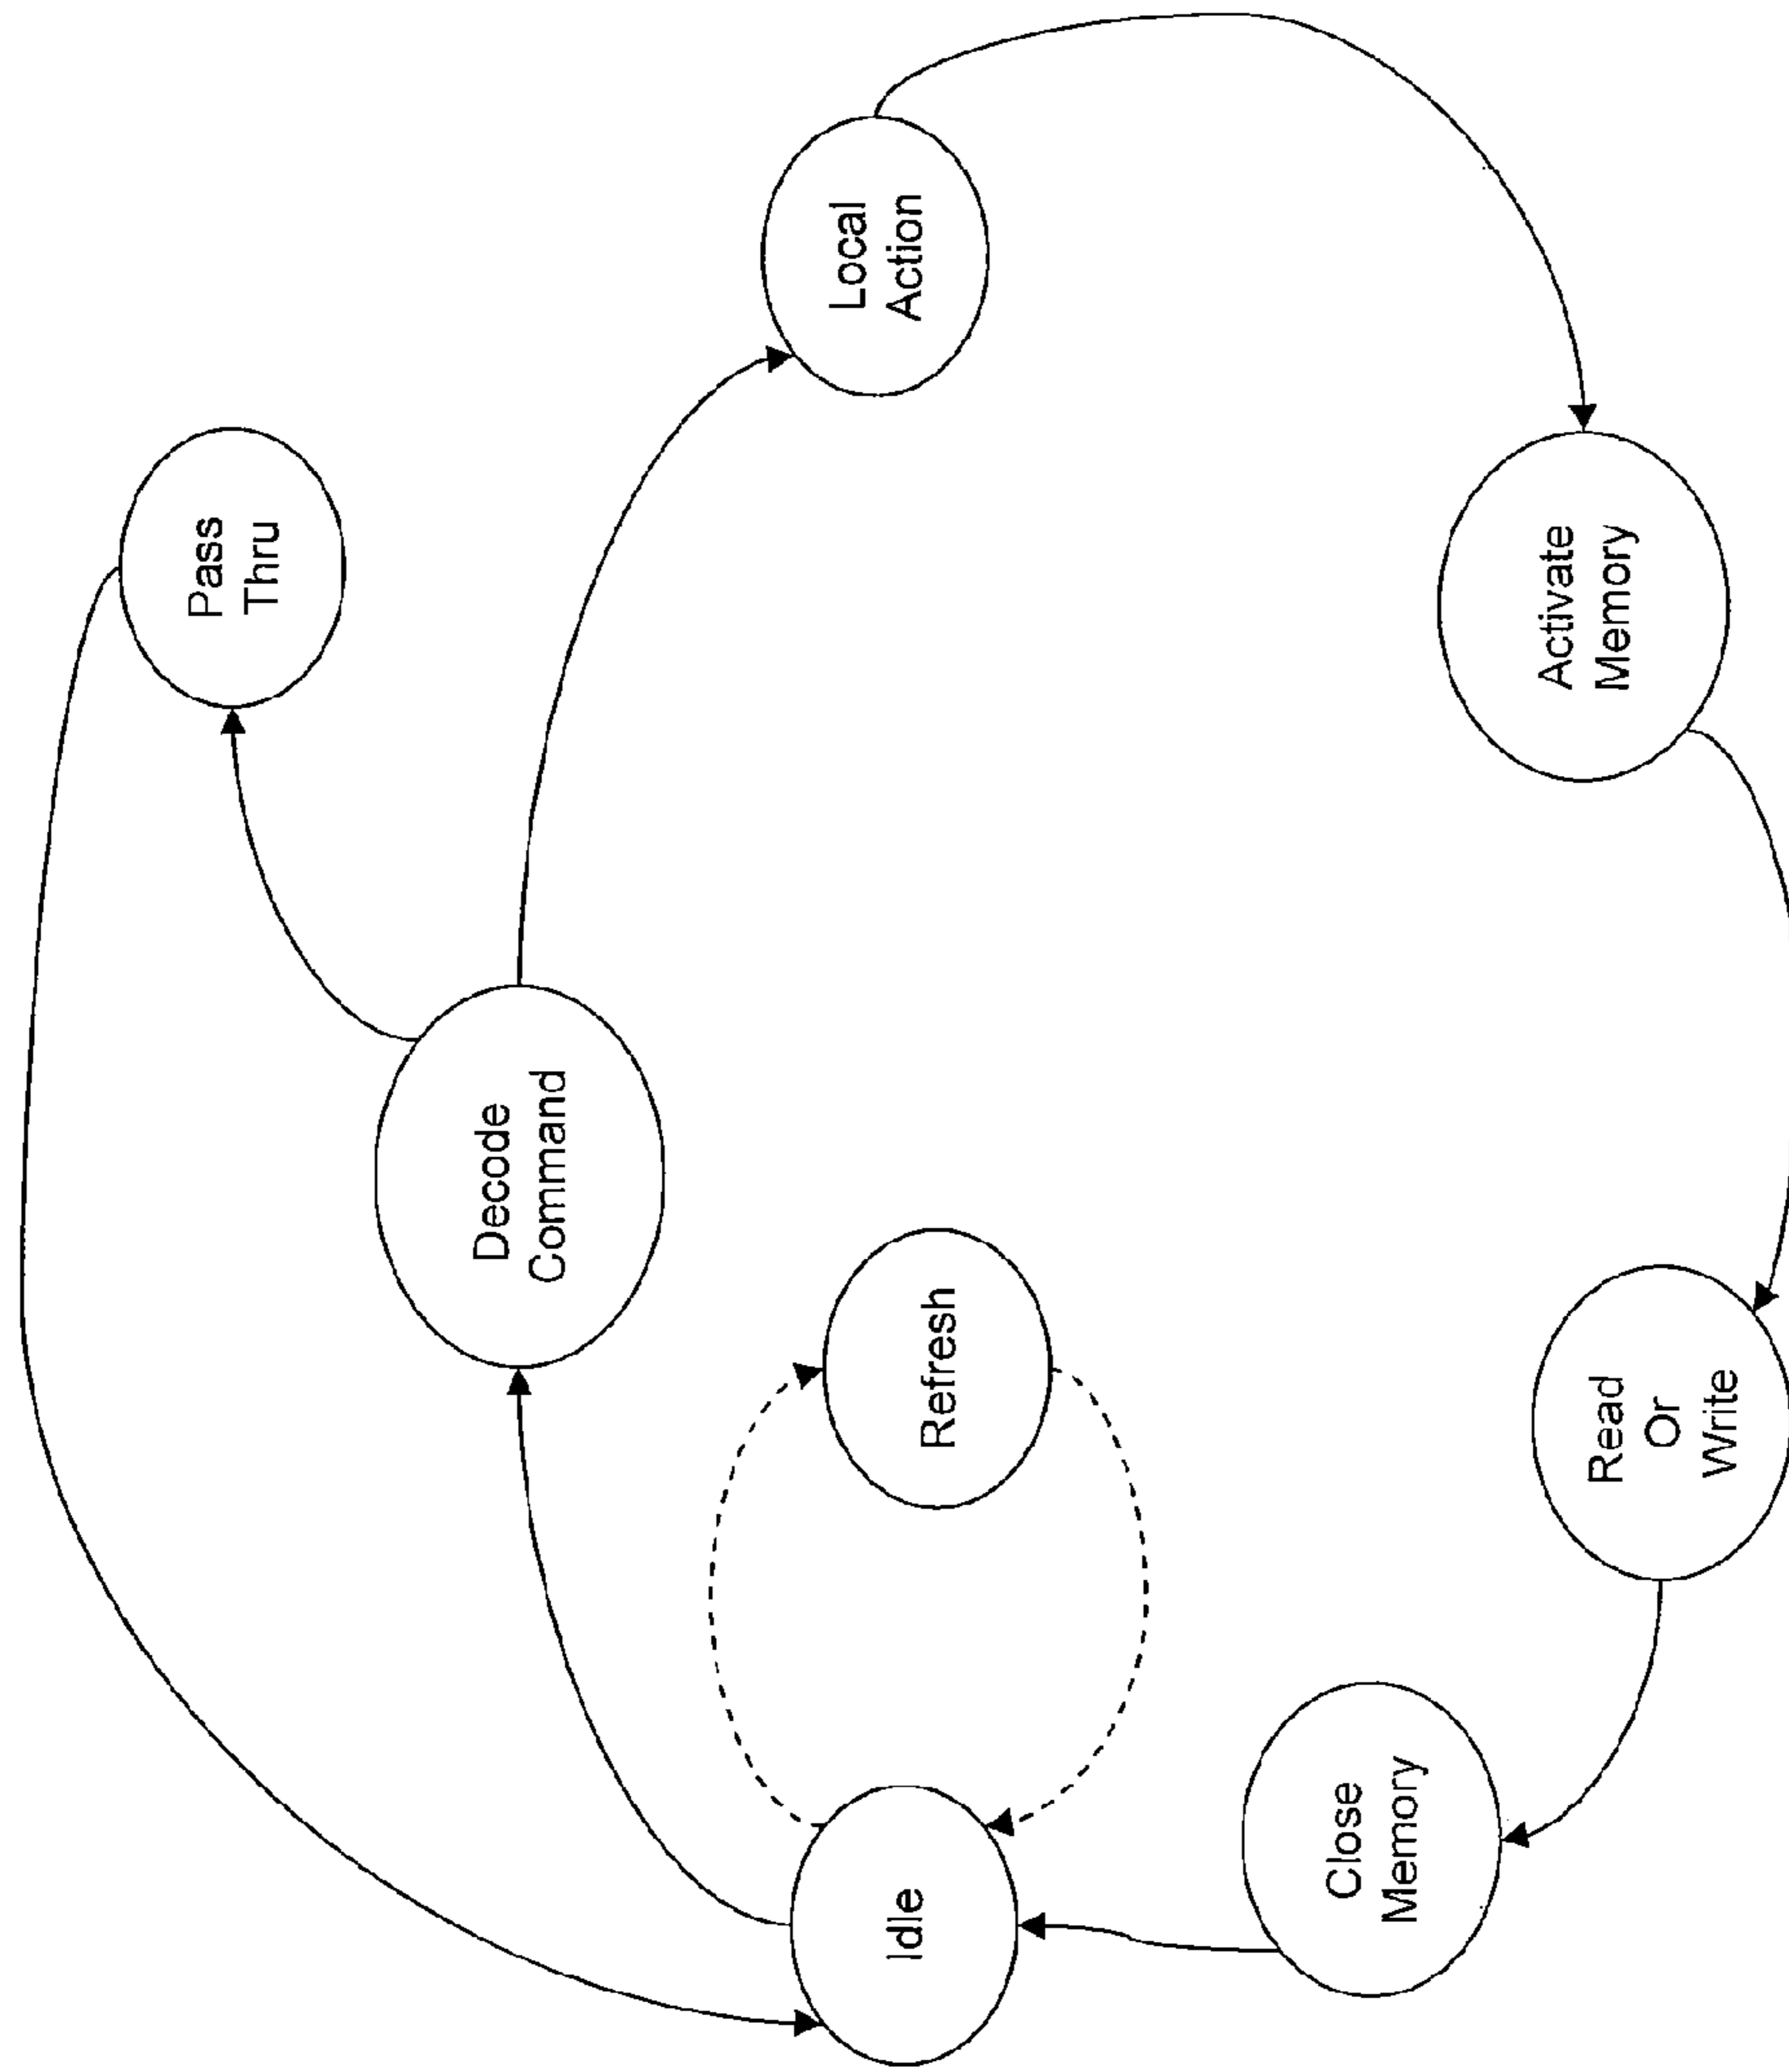 Pass
Thru
Local
Action
Decode
Command
Refresh
Idle
Activate
Memory
Close
Memory
Read
Or
Write